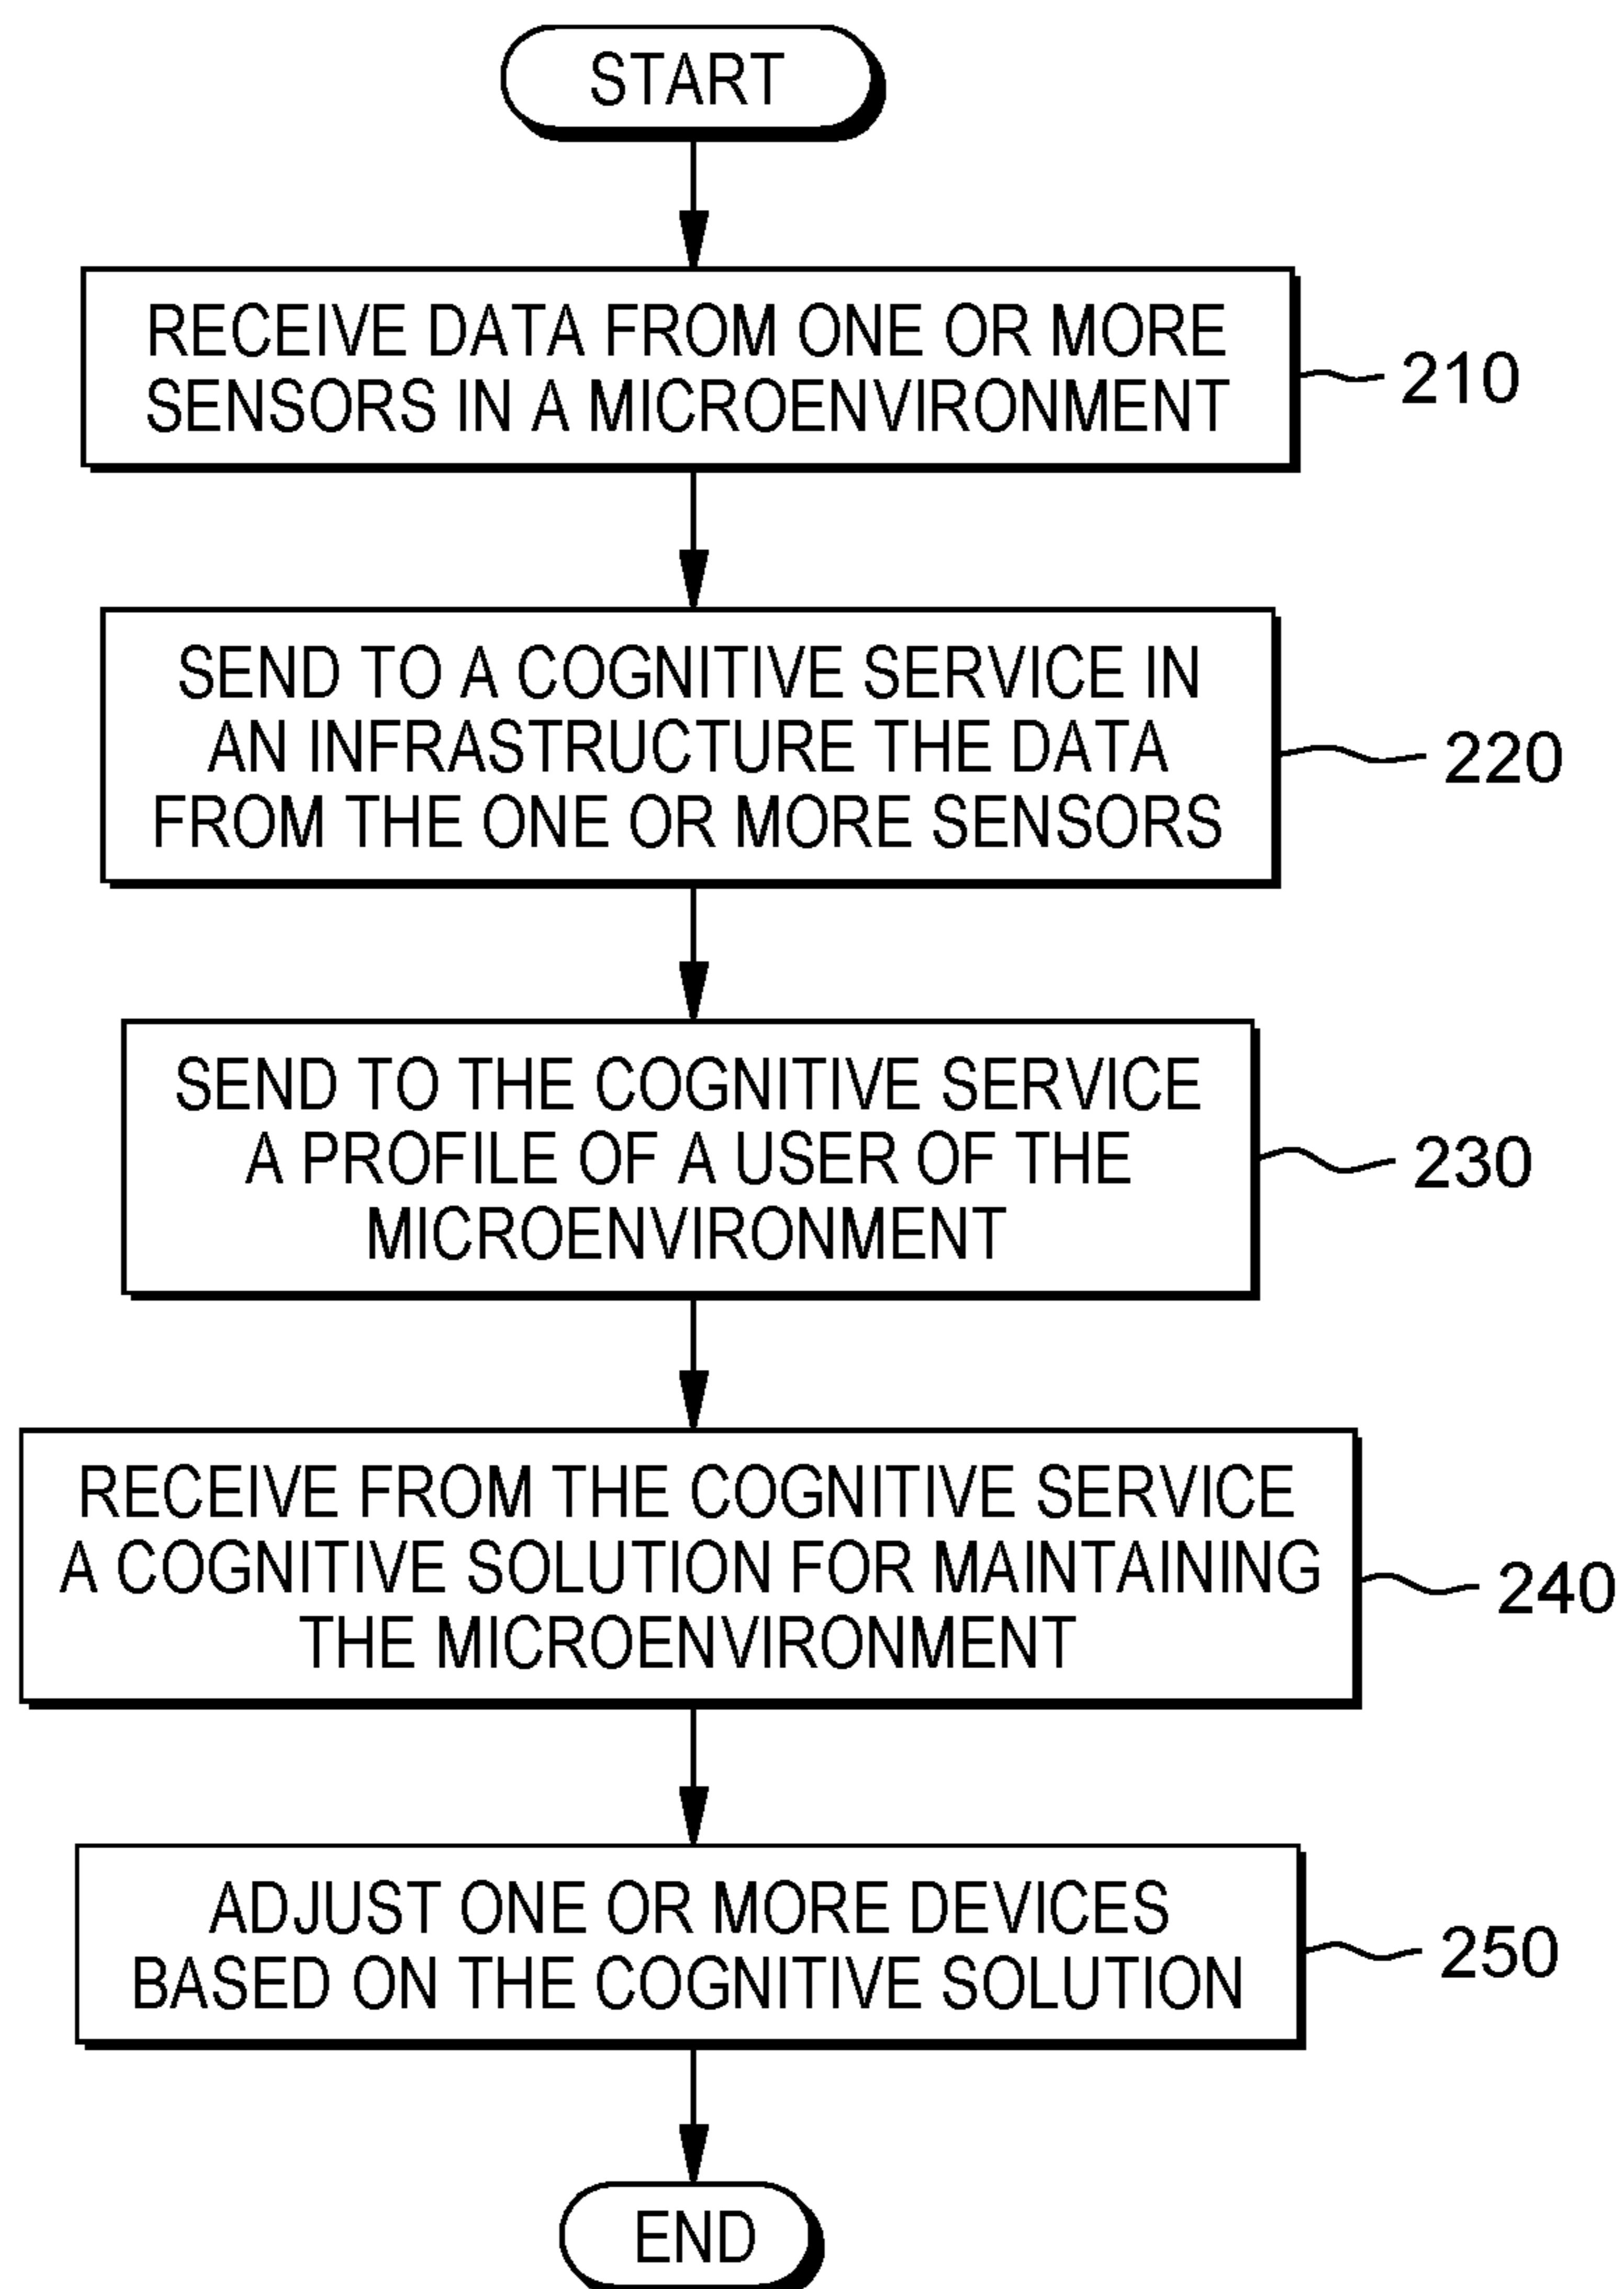 START
RECEIVE DATA FROM ONE OR MORE
SENSORS IN A MICROENVIRONMENT
210
SEND TO A COGNITIVE SERVICE IN
AN INFRASTRUCTURE THE DATA
FROM THE ONE OR MORE SENSORS
220
SEND TO THE COGNITIVE SERVICE
A PROFILE OF A USER OF THE
MICROENVIRONMENT
230
RECEIVE FROM THE COGNITIVE SERVICE
A COGNITIVE SOLUTION FOR MAINTAINING
THE MICROENVIRONMENT
240
ADJUST ONE OR MORE DEVICES
BASED ON THE COGNITIVE SOLUTION
250
END